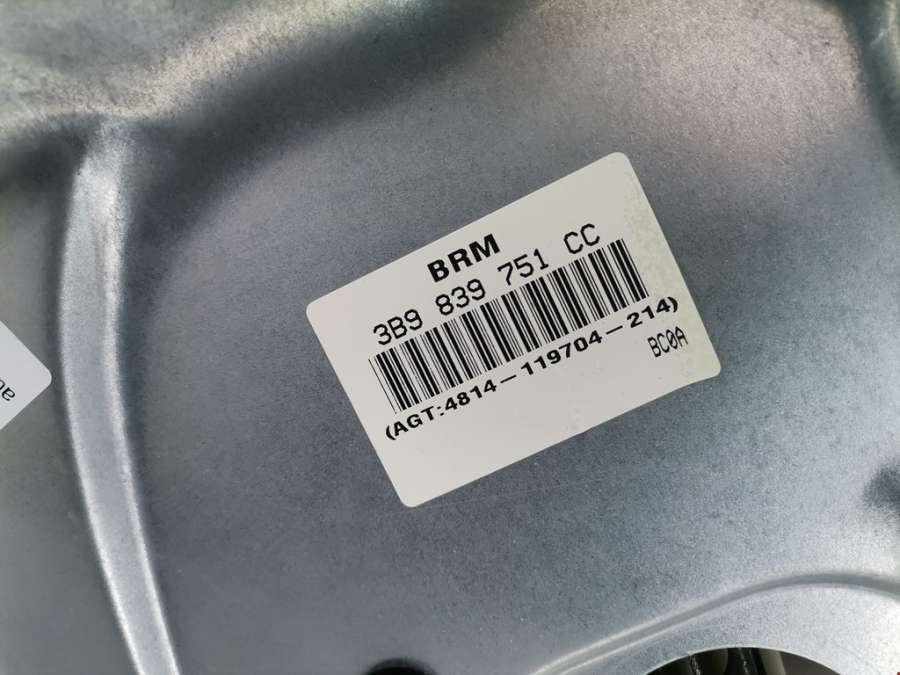 BRM
3B9 839 751 CC
(AGT:4814-119704-214)
BC0A